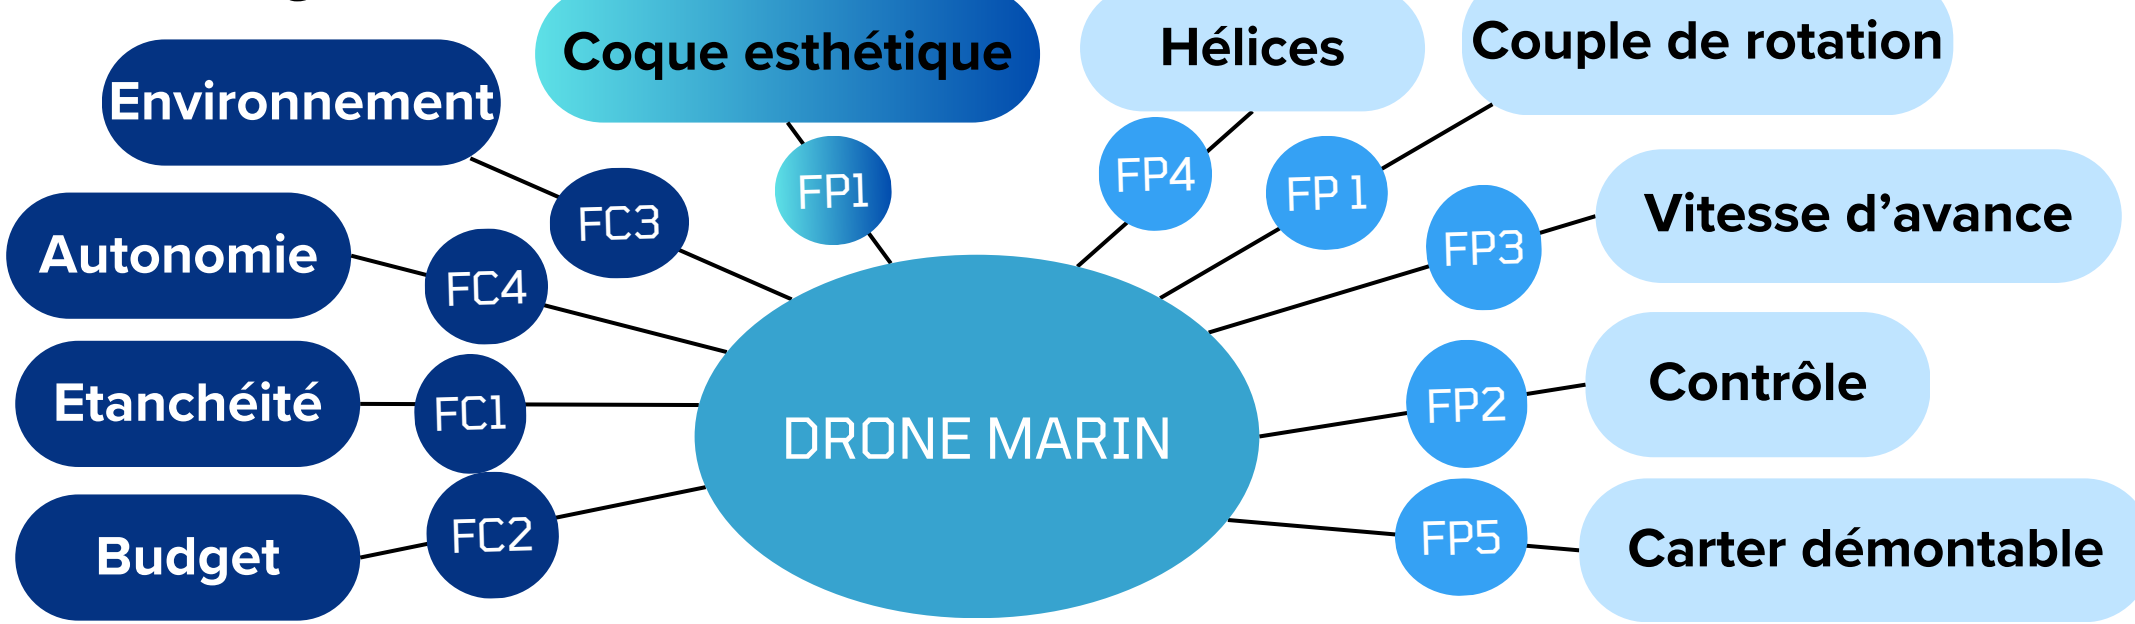 Coque esthétique
Hélices
Couple de rotation
Environnement
FP1
FP4
FP 1
FC3
Vitesse d’avance
FP3
Autonomie
FC4
Contrôle
FP2
Etanchéité
FC1
DRONE MARIN
Budget
FC2
FP5
Carter démontable